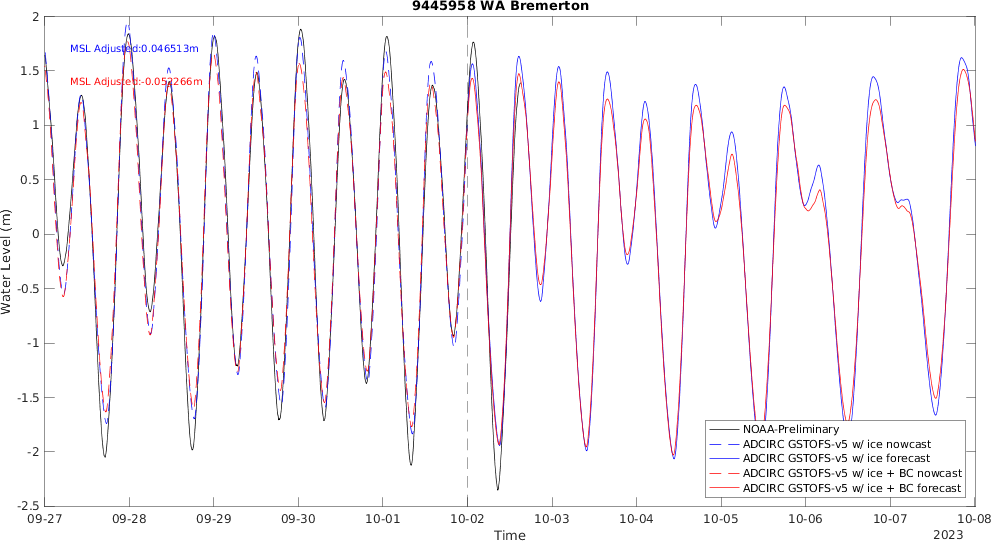 9445958 WA Bremerton
MSL Adjusted:0.046513m
MSL Adjusted:-0.052266m
Water Level (m)
2
1.5
1
0.5
0
-0.5
-1
-1.5
-2
-2.5
NOAA-Preliminary
ADCIRC GSTOFS-v5 w/ ice nowcast
ADCIRC GSTOFS-v5 w/ ice forecast
ADCIRC GSTOFS-v5 w/ ice + BC nowcast
ADCIRC GSTOFS-v5 w/ ice + BC forecast
09-27 09-28 09-29 09-30 10-01 10-02 10-03 10-04 10-05 10-06 10-07 10-08
Time
2023